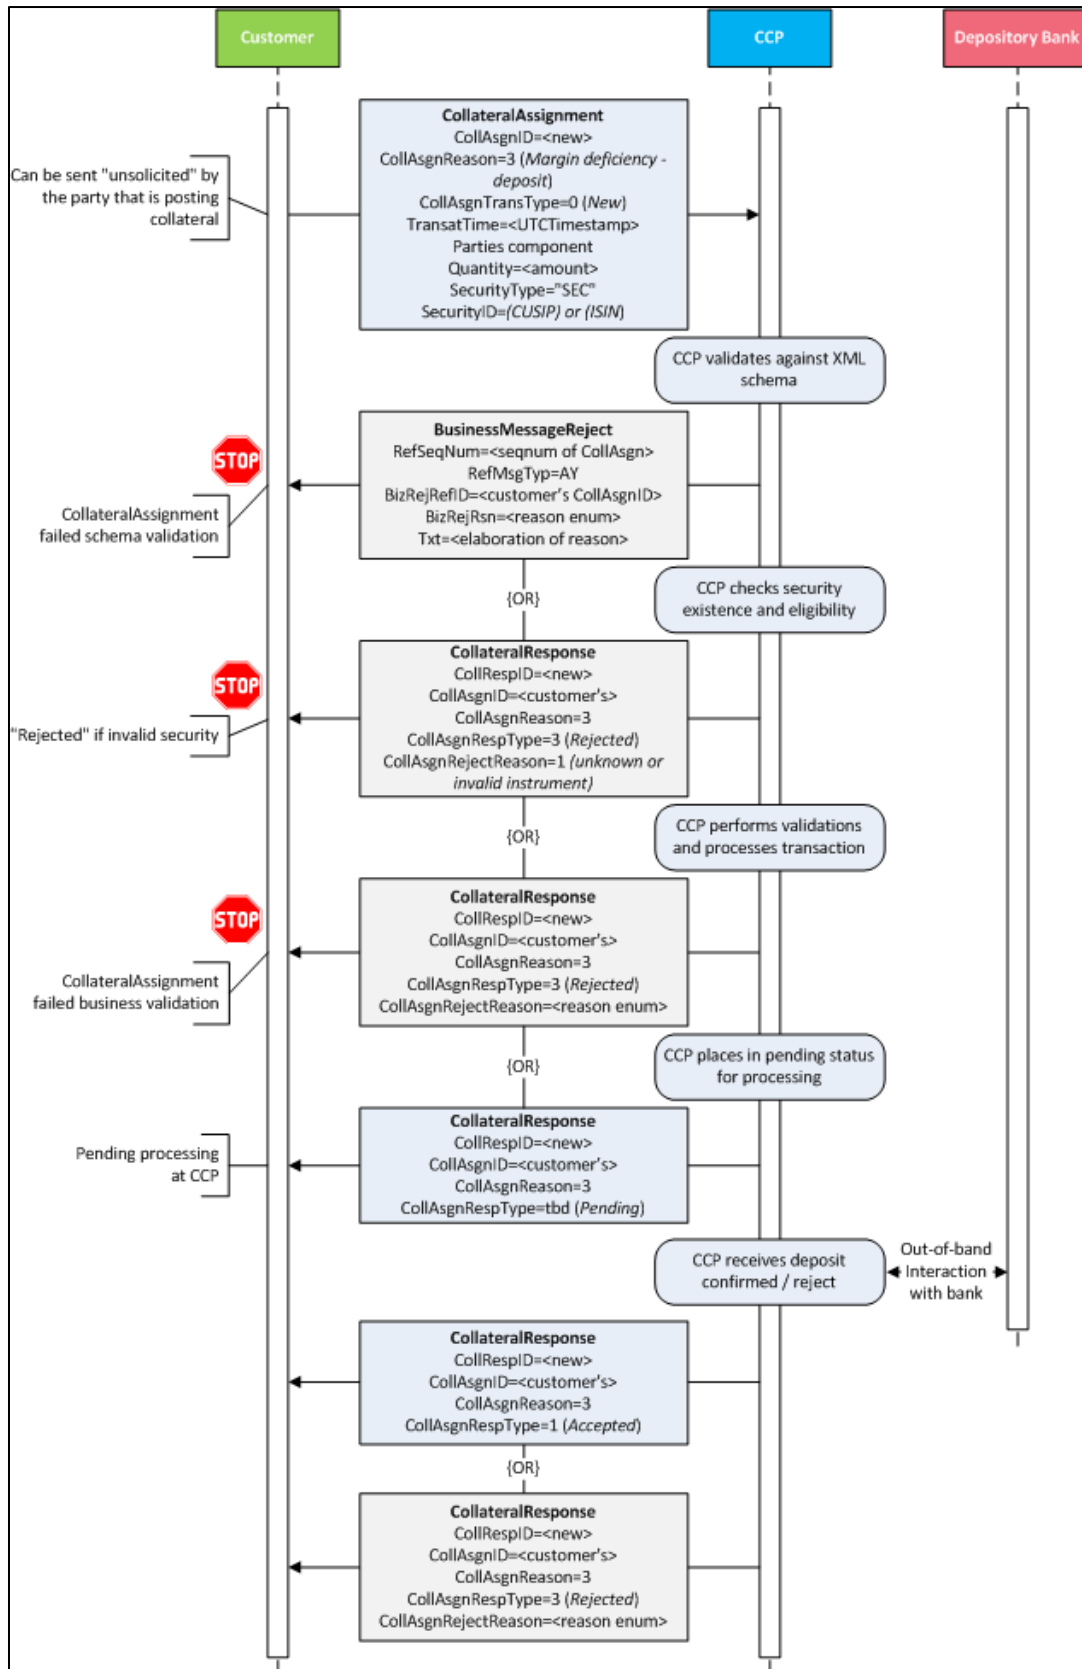 Customer
CCP
Depository Bank
CollateralAssignment
CollAsgnID=<new>
CollAsgnReason=3 (Margin deficiency -
deposit)
CollAsgnTransType=0 (New)
TransatTime=<UTCTimestamp>
Parties component
Quantity=<amount>
SecurityType="SEC"
SecurityID=(CUSIP) or (ISIN)
Can be sent "unsolicited" by
the party that is posting
collateral
CCP validates against XML
schema
BusinessMessageReject
RefSeqNum=<seqnum of CollAsgn>
RefMsgTyp=AY
BizRejRefID=<customer's CollAsgnID>
BizRejRsn=<reason enum>
Txt=<elaboration of reason>
STOP
CollateralAssignment
failed schema validation
{OR}
CCP checks security
existence and eligibility
CollateralResponse
CollRespID=<new>
CollAsgnID=<customer's>
CollAsgnReason=3
CollAsgnRespType=3 (Rejected)
CollAsgnRejectReason=1 (unknown or
invalid instrument)
STOP
"Rejected" if invalid security
{OR}
CCP performs validations
and processes transaction
CollateralResponse
CollRespID=<new>
CollAsgnID=<customer's>
CollAsgnReason=3
CollAsgnRespType=3 (Rejected)
CollAsgnRejectReason=<reason enum>
STOP
CollateralAssignment
failed business validation
{OR}
CCP places in pending status
for processing
CollateralResponse
CollRespID=<new>
CollAsgnID=<customer's>
CollAsgnReason=3
CollAsgnRespType=tbd (Pending)
Pending processing
at CCP
CCP receives deposit
confirmed / reject
Out-of-band
Interaction
with bank
CollateralResponse
CollRespID=<new>
CollAsgnID=<customer's>
CollAsgnReason=3
CollAsgnRespType=1 (Accepted)
{OR}
CollateralResponse
CollRespID=<new>
CollAsgnID=<customer's>
CollAsgnReason=3
CollAsgnRespType=3 (Rejected)
CollAsgnRejectReason=<reason enum>